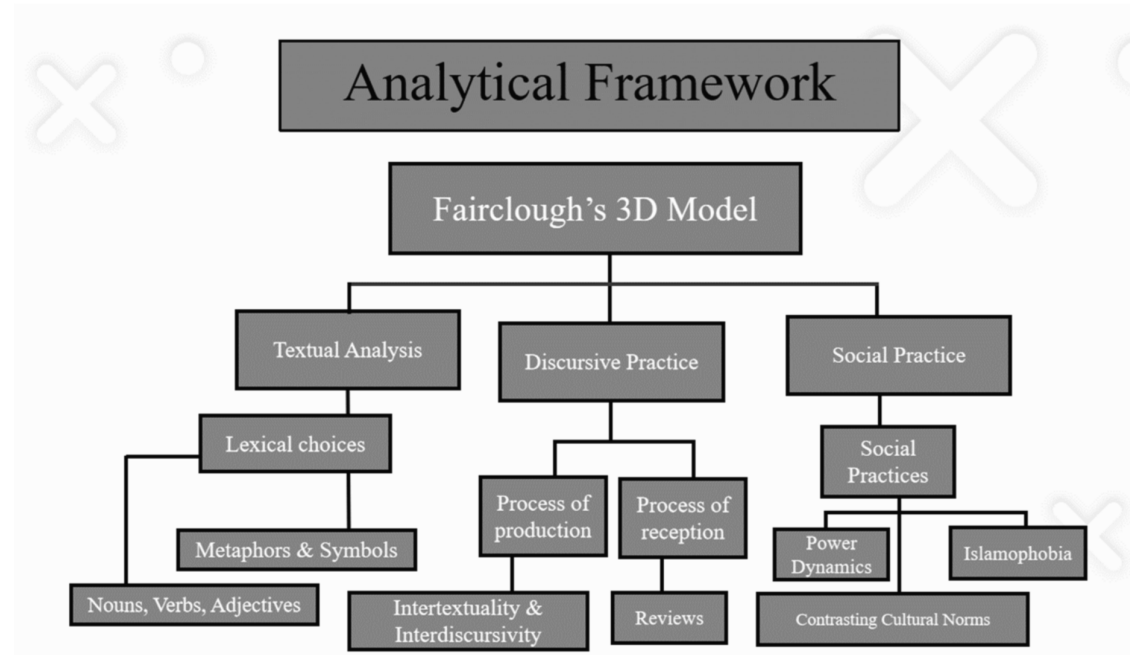 Analytical Framework
Fairclough's 3D Model
Textual Analysis
Discursive Practice
Social Practice
Lexical choices
Social
Practices
Process of
production
Process of
reception
Metaphors & Symbols
Power
Dynamics
Islamophobia
Nouns, Verbs, Adjectives
Intertextuality &
Interdiscursivity
Reviews
Contrasting Cultural Norms